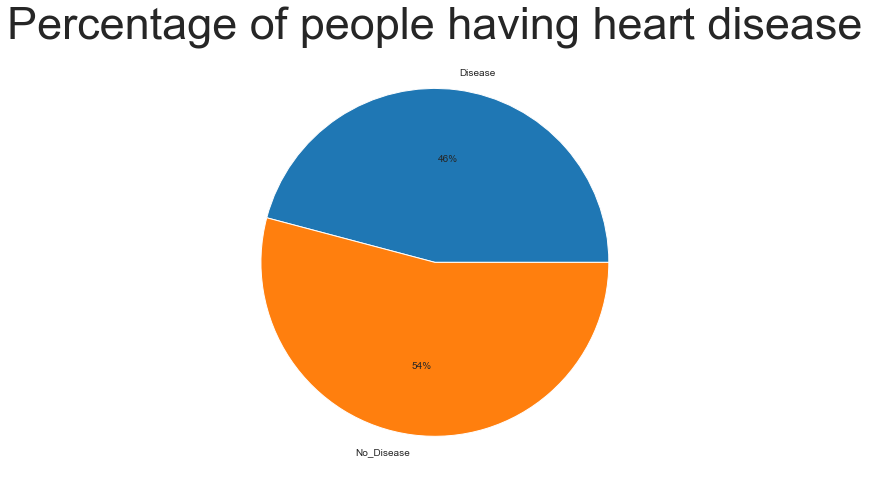 Percentage of people having heart disease
Disease
46%
54%
No_Disease